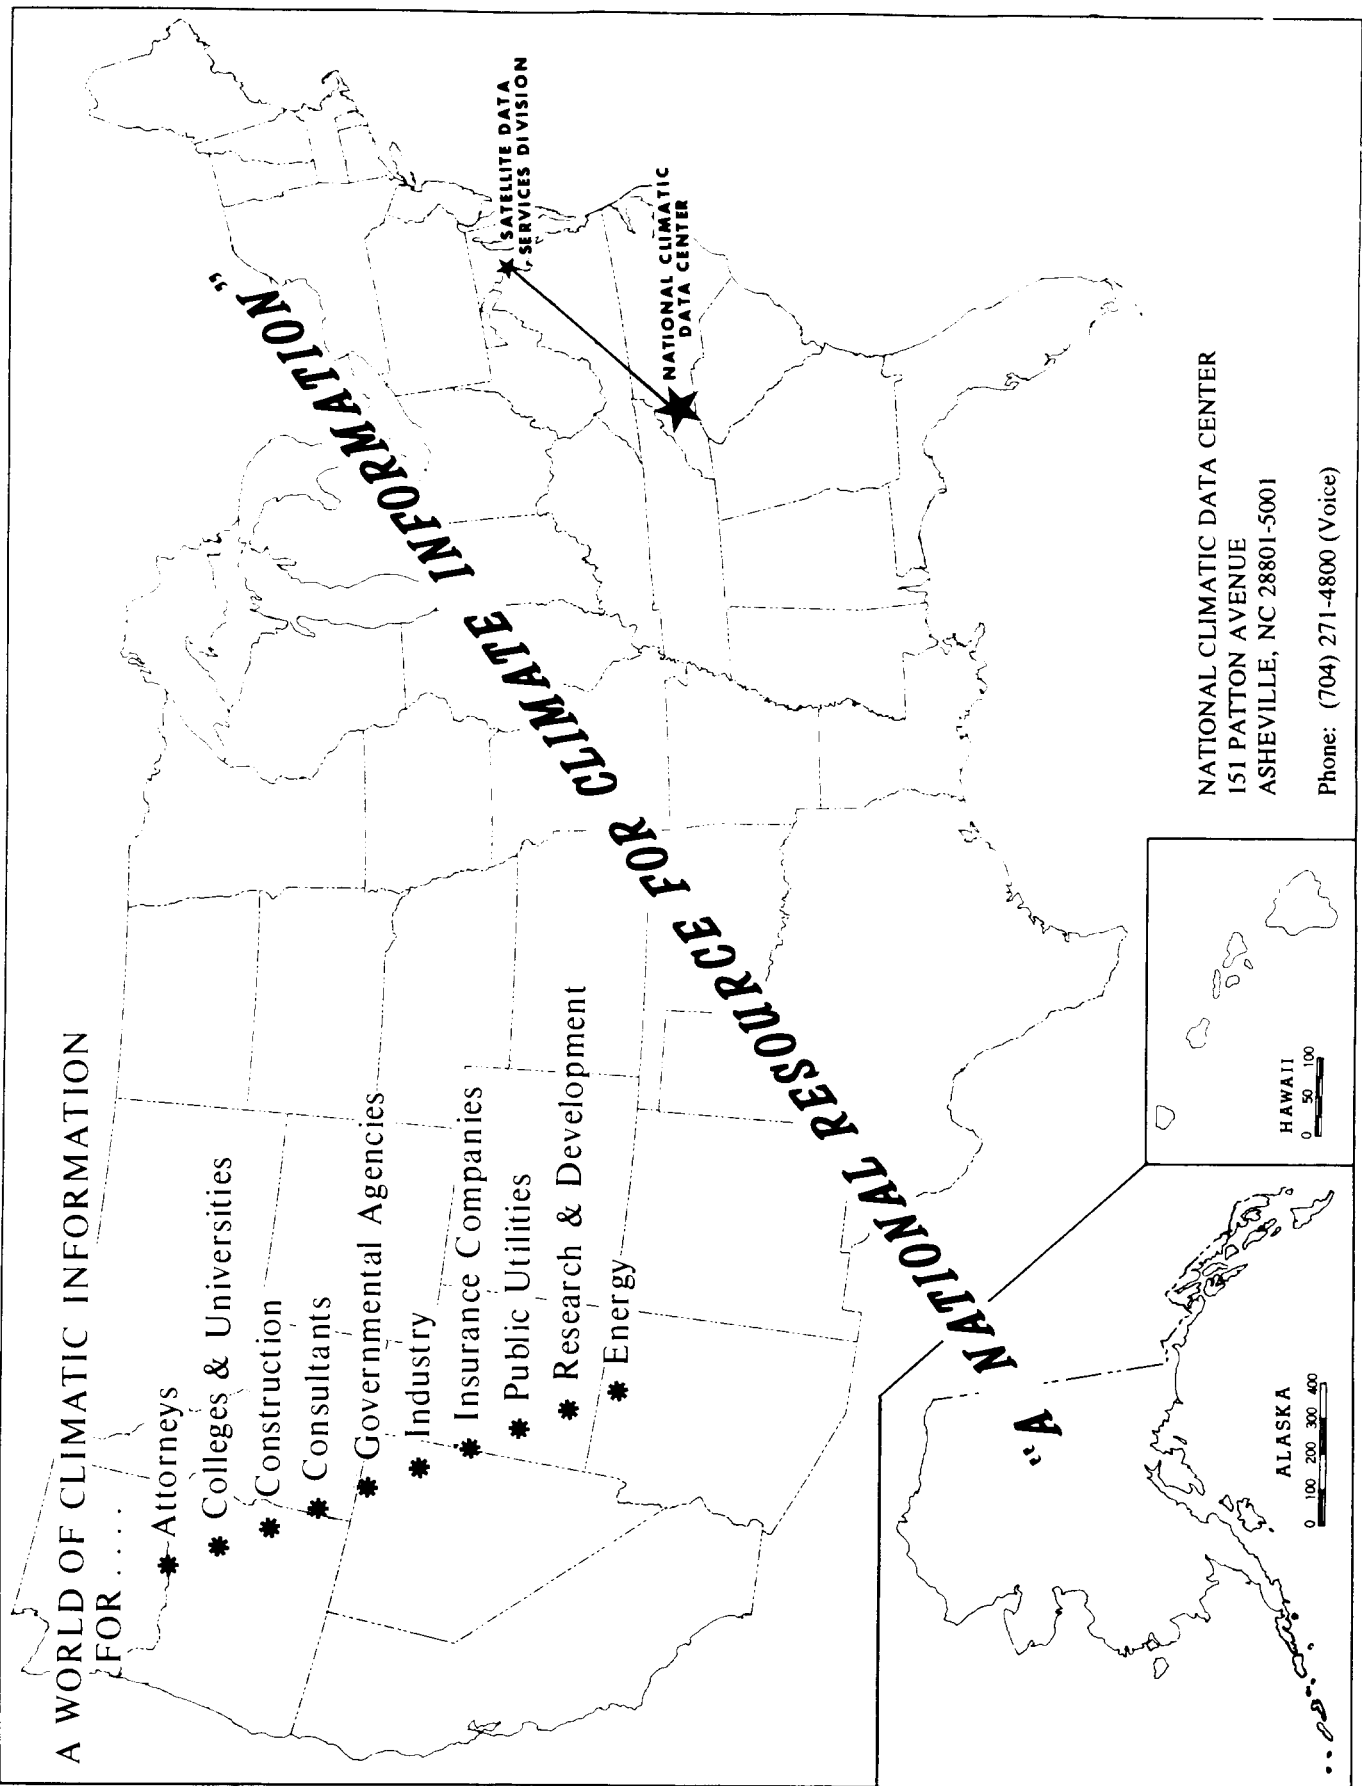 A WORLD OF CLIMATIC INFORMATION
FOR . . . . .
* Attorneys
* Colleges & Universities
* Construction
* Consultants
* Governmental Agencies
* Industry
* Insurance Companies
* Public Utilities
* Research & Development
* Energy
"A NATIONAL RESOURCE FOR CLIMATE INFORMATION"
SATELLITE DATA
SERVICES DIVISION
NATIONAL CLIMATIC
DATA CENTER
NATIONAL CLIMATIC DATA CENTER
151 PATTON AVENUE
ASHEVILLE, NC 28801-5001
Phone: (704) 271-4800 (Voice)
ALASKA
0 100 200 300 400
HAWAII
0 50 100